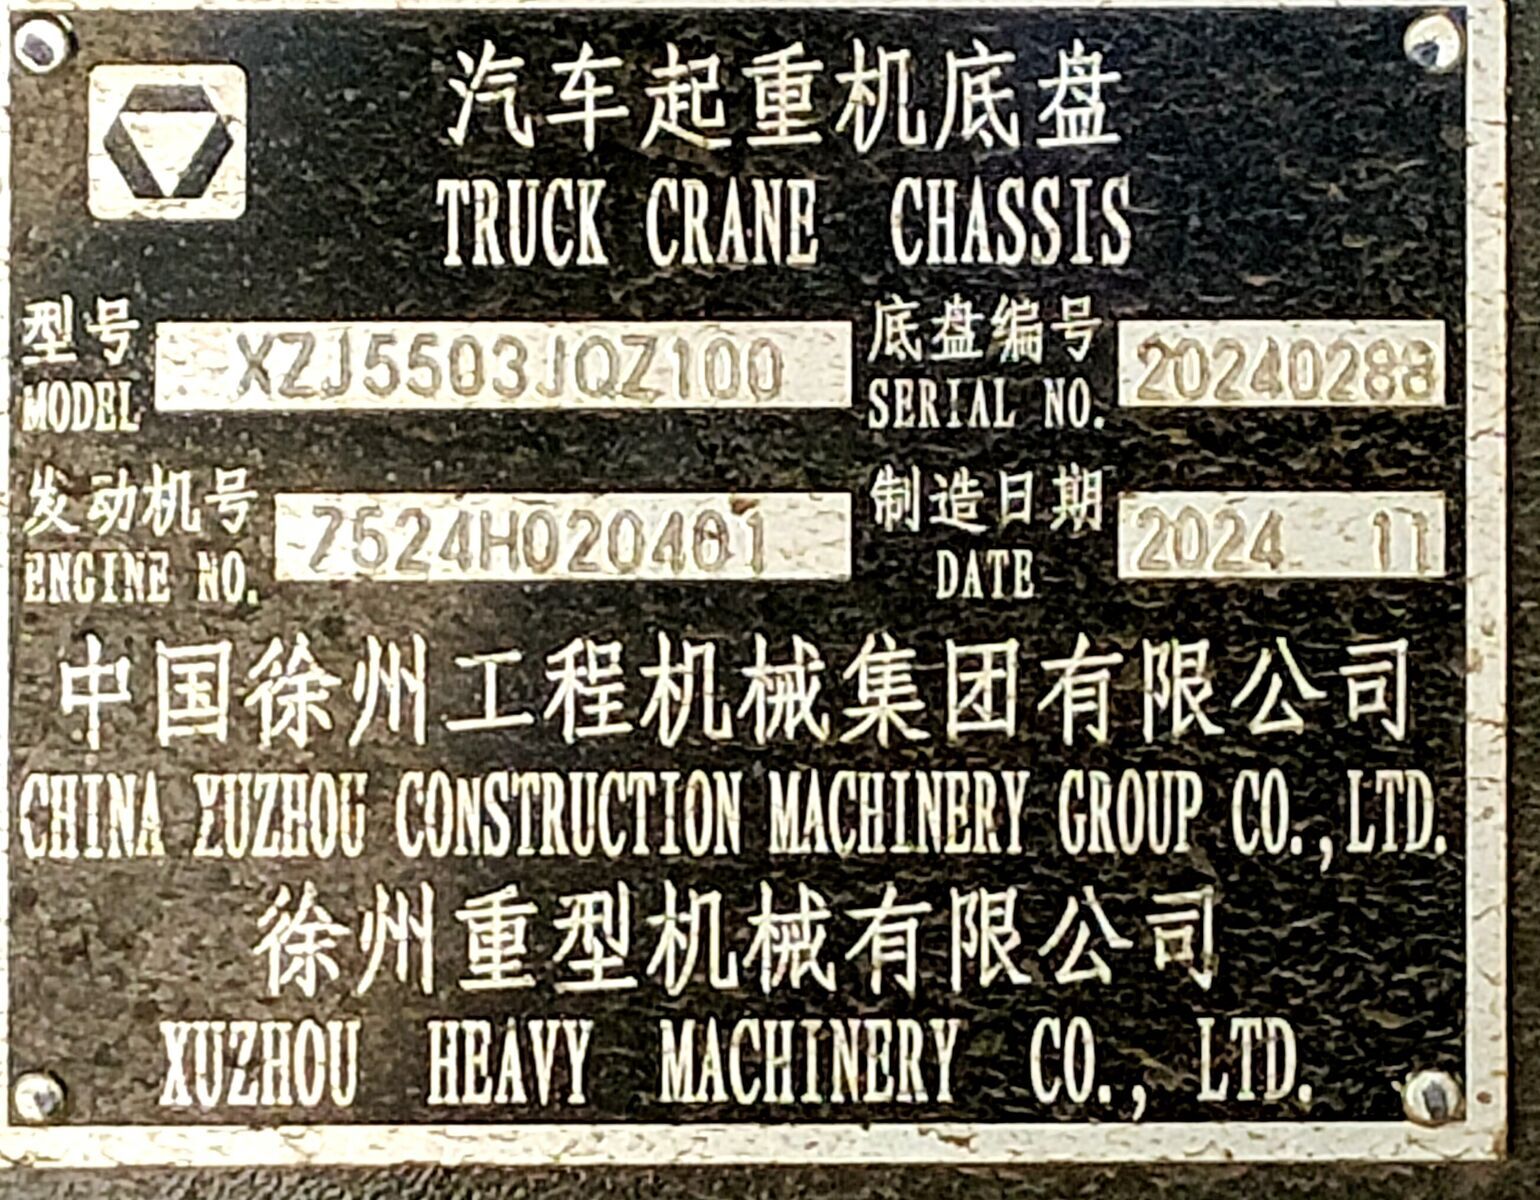 汽车起重机底盘
TRUCK CRANE CHASSIS
型号 XZJ5503JQZ100 底盘编号 20240288
MODEL SERIAL NO.
发动机号 7524H020401 制造日期 2024 11
ENGINE NO. DATE
中国徐州工程机械集团有限公司
CHINA XUZHOU CONSTRUCTION MACHINERY GROUP CO.,LTD.
徐州重型机械有限公司
XUZHOU HEAVY MACHINERY CO., LTD.